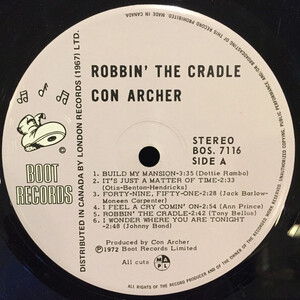 ROBBIN' THE CRADLE
CON ARCHER
BOOT
RECORDS
DISTRIBUTED IN CANADA BY LONDON RECORDS (1967) LTD.
STEREO
BOS. 7116
SIDE A
1. BUILD MY MANSION-3:35 (Dottie Rambo)
2. IT'S JUST A MATTER OF TIME-2:33
(Otis-Benton-Hendricks)
3. FORTY-NINE, FIFTY-ONE-2:28 (Jack Barlow-
Moneen Carpenter)
4. I FEEL A CRY COMIN' ON-2:54 (Ann Prince)
5. ROBBIN' THE CRADLE-2:42 (Tony Bellus)
6. I WONDER WHERE YOU ARE TONIGHT
-2:48 (Johnny Bond)
Produced by Con Archer
℗1972 Boot Records Limited
All cuts